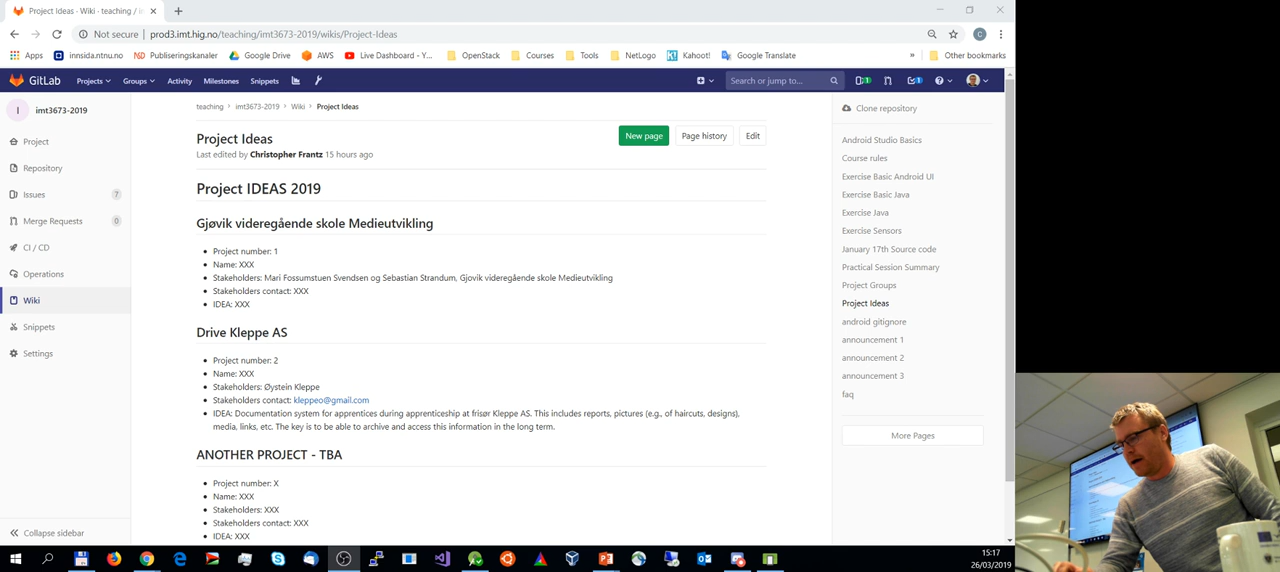 Project Ideas · Wiki · teaching / i
Not secure | prod3.imt.hig.no/teaching/imt3673-2019/wikis/Project-Ideas
Apps innsida.ntnu.no Publiseringskanaler Google Drive AWS Live Dashboard - Y... OpenStack Courses Tools NetLogo Kahoot! Google Translate » Other bookmarks
GitLab Projects Groups Activity Milestones Snippets Search or jump to...
I imt3673-2019
Project
Repository
Issues 7
Merge Requests 0
CI / CD
Operations
Wiki
Snippets
Settings
Collapse sidebar
teaching > imt3673-2019 > Wiki > Project Ideas
Project Ideas
New page Page history Edit
Last edited by Christopher Frantz 15 hours ago
Project IDEAS 2019
Gjøvik videregående skole Medieutvikling
Project number: 1
Name: XXX
Stakeholders: Mari Fossumstuen Svendsen og Sebastian Strandum, Gjovik videregående skole Medieutvikling
Stakeholders contact: XXX
IDEA: XXX
Drive Kleppe AS
Project number: 2
Name: XXX
Stakeholders: Øystein Kleppe
Stakeholders contact: kleppeo@gmail.com
IDEA: Documentation system for apprentices during apprenticeship at frisør Kleppe AS. This includes reports, pictures (e.g., of haircuts, designs),
media, links, etc. The key is to be able to archive and access this information in the long term.
ANOTHER PROJECT - TBA
Project number: X
Name: XXX
Stakeholders: XXX
Stakeholders contact: XXX
IDEA: XXX
Clone repository
Android Studio Basics
Course rules
Exercise Basic Android UI
Exercise Basic Java
Exercise Java
Exercise Sensors
January 17th Source code
Practical Session Summary
Project Groups
Project Ideas
android gitignore
announcement 1
announcement 2
announcement 3
faq
More Pages
15:17
26/03/2019